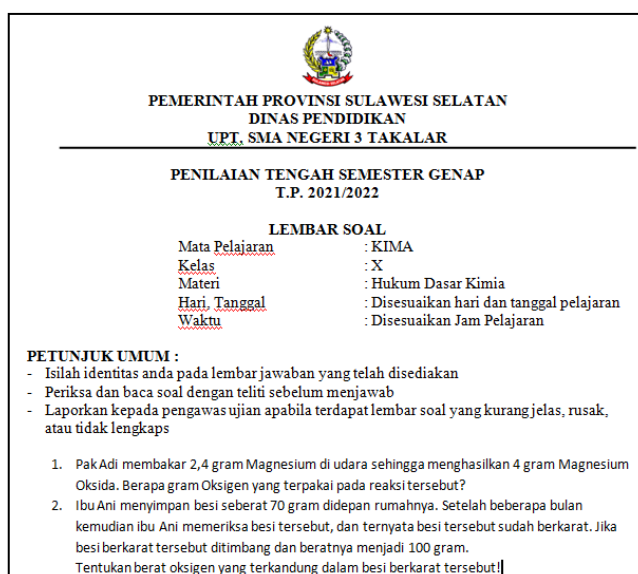 PEMERINTAH PROVINSI SULAWESI SELATAN
DINAS PENDIDIKAN
UPT. SMA NEGERI 3 TAKALAR
PENILAIAN TENGAH SEMESTER GENAP
T.P. 2021/2022
LEMBAR SOAL
Mata Pelajaran : KIMA
Kelas : X
Materi : Hukum Dasar Kimia
Hari, Tanggal : Disesuaikan hari dan tanggal pelajaran
Waktu : Disesuaikan Jam Pelajaran
PETUNJUK UMUM :
- Isilah identitas anda pada lembar jawaban yang telah disediakan
- Periksa dan baca soal dengan teliti sebelum menjawab
- Laporkan kepada pengawas ujian apabila terdapat lembar soal yang kurang jelas, rusak,
atau tidak lengkaps
1. Pak Adi membakar 2,4 gram Magnesium di udara sehingga menghasilkan 4 gram Magnesium
Oksida. Berapa gram Oksigen yang terpakai pada reaksi tersebut?
2. Ibu Ani menyimpan besi seberat 70 gram didepan rumahnya. Setelah beberapa bulan
kemudian ibu Ani memeriksa besi tersebut, dan ternyata besi tersebut sudah berkarat. Jika
besi berkarat tersebut ditimbang dan beratnya menjadi 100 gram.
Tentukan berat oksigen yang terkandung dalam besi berkarat tersebut!